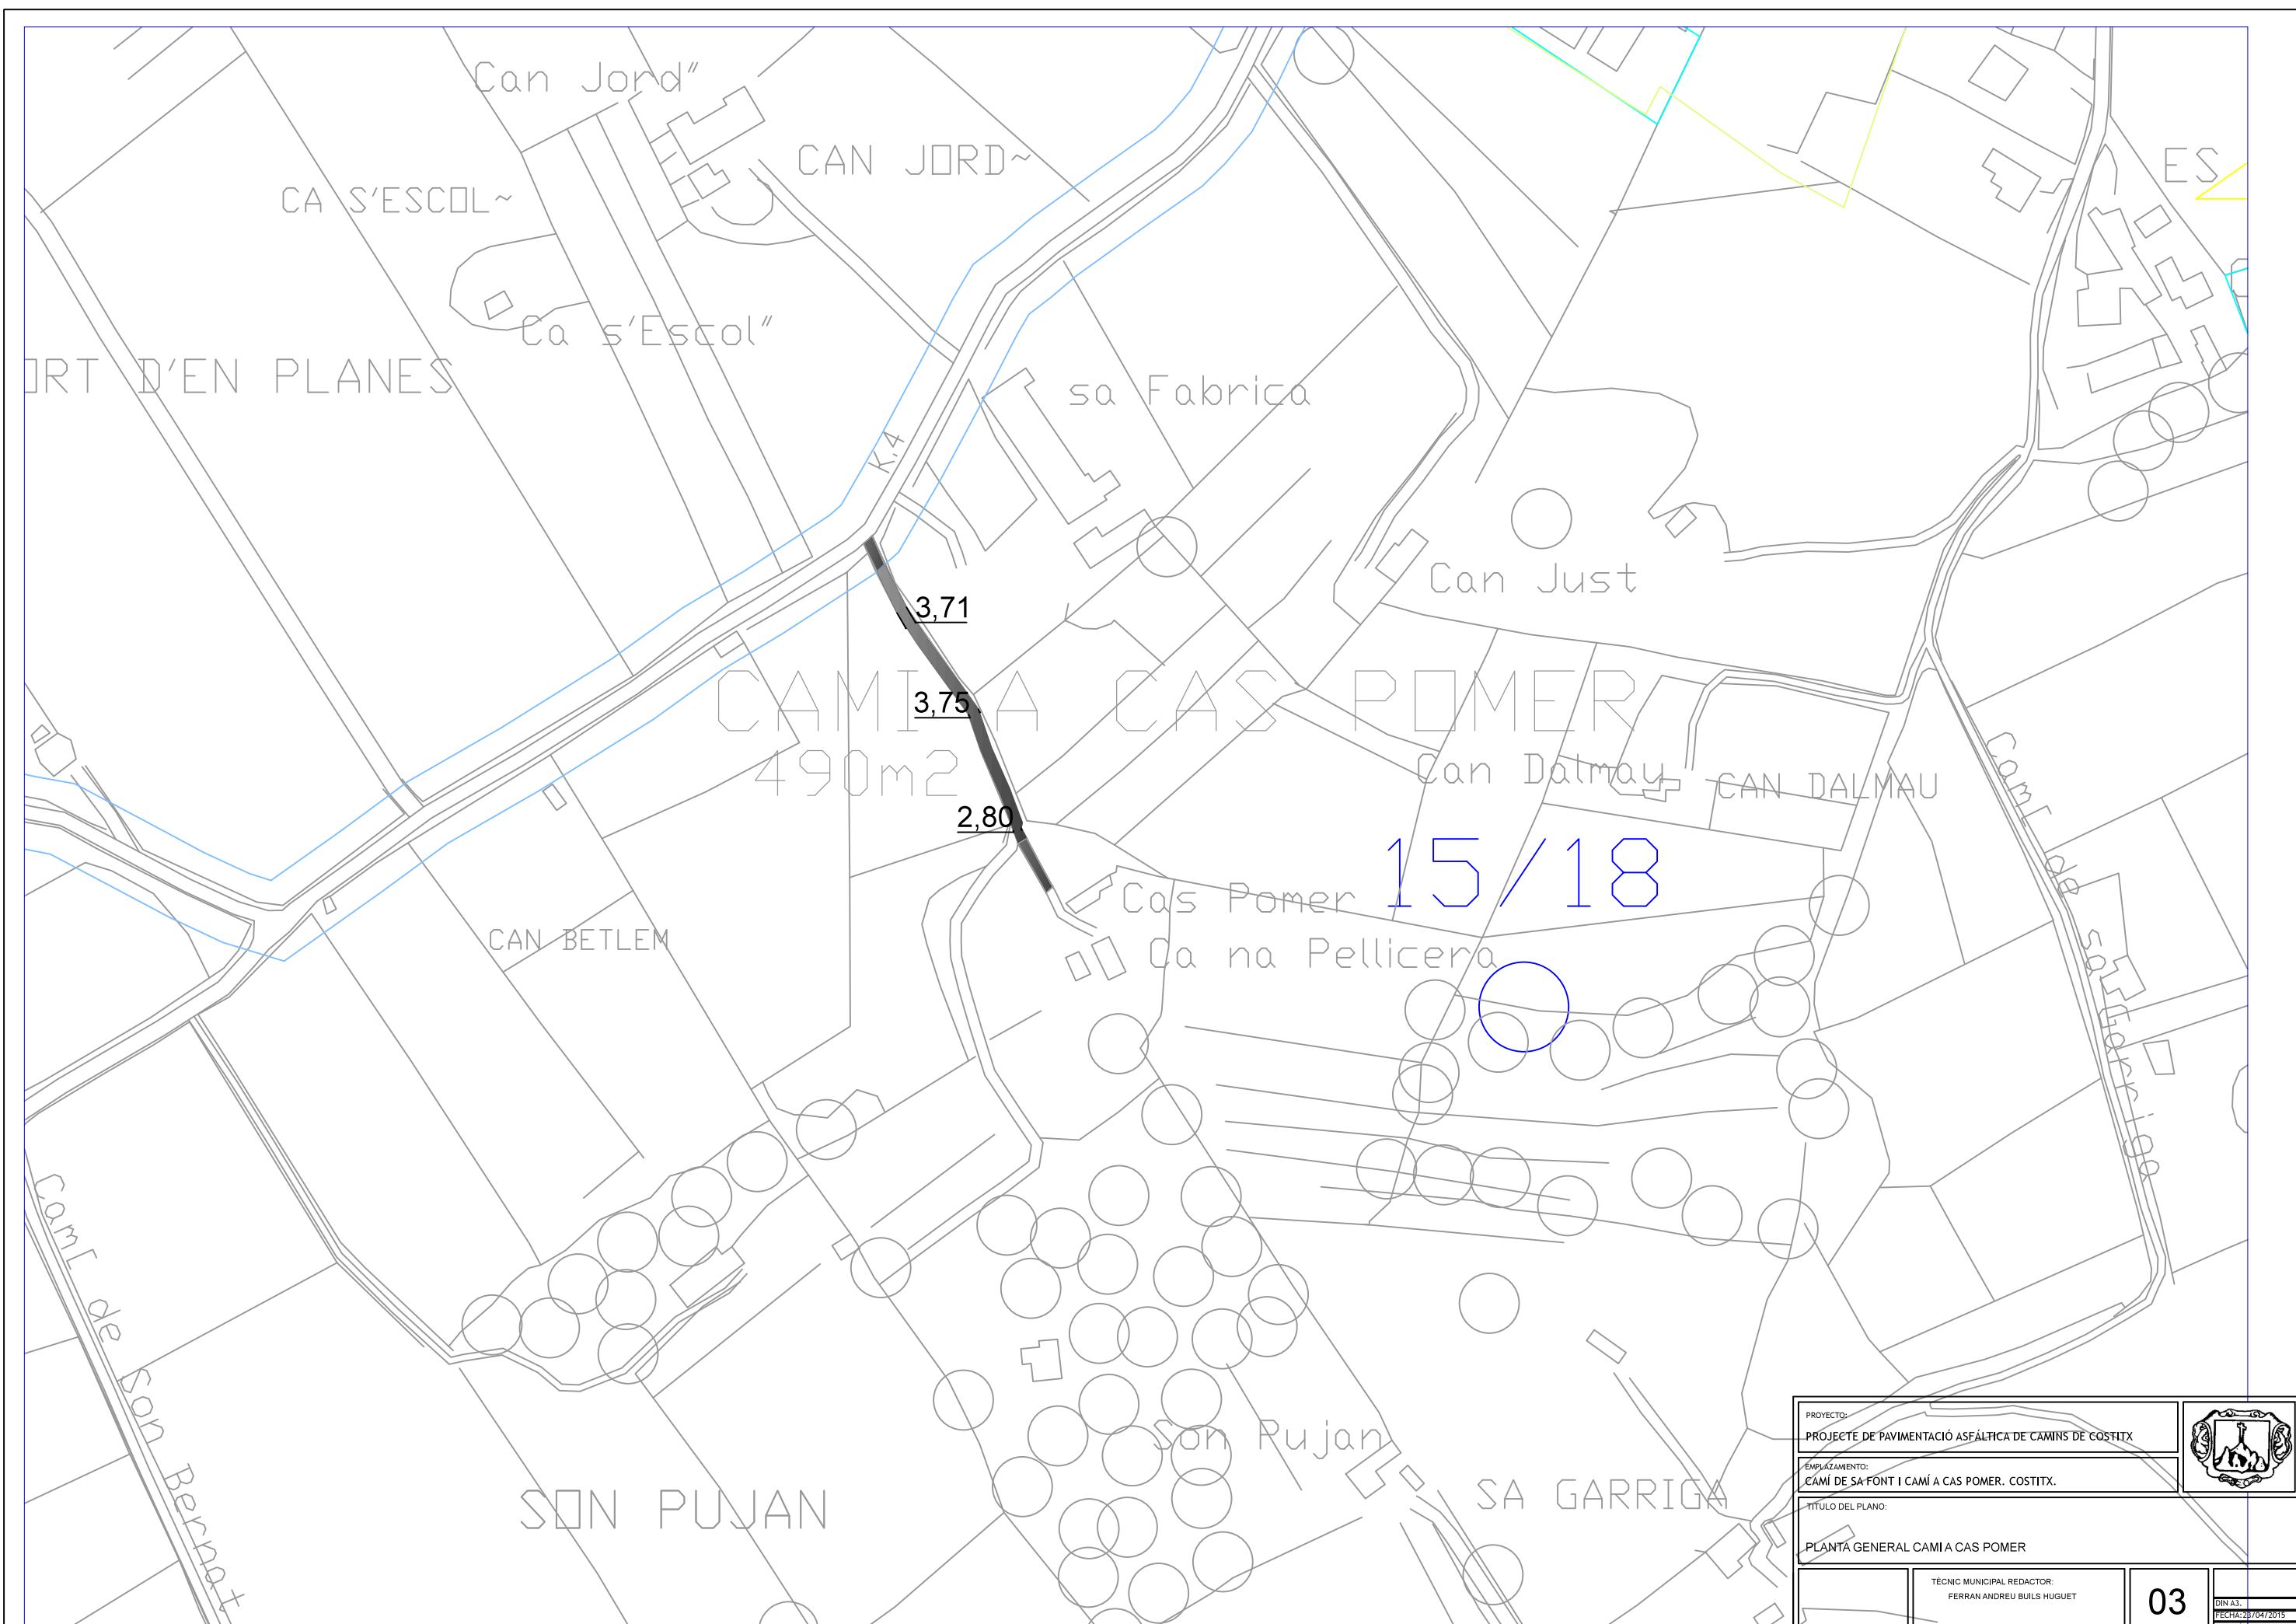 Can Jord"
CAN JORD~
CA S'ESCOL~
ES
Ca s'Escol"
ORT D'EN PLANES
sa Fabrica
K.4
Can Just
3,71
CAMI A CAS POMER
3,75
490m2
Can Dalmau
CAN DALMAU
2,80
15/18
Cas Pomer
CAN BETLEM
Ca na Pellicera
Camí de sa
Camí de Son Bernat
Son Pujan
SON PUJAN
SA GARRIGA
PROYECTO:
PROJECTE DE PAVIMENTACIÓ ASFÁLTICA DE CAMINS DE COSTITX
EMPLAZAMIENTO:
CAMÍ DE SA FONT I CAMÍ A CAS POMER. COSTITX.
TITULO DEL PLANO:
PLANTA GENERAL CAMI A CAS POMER
TÈCNIC MUNICIPAL REDACTOR:
FERRAN ANDREU BUILS HUGUET
03
DIN A3.
FECHA:23/04/2015